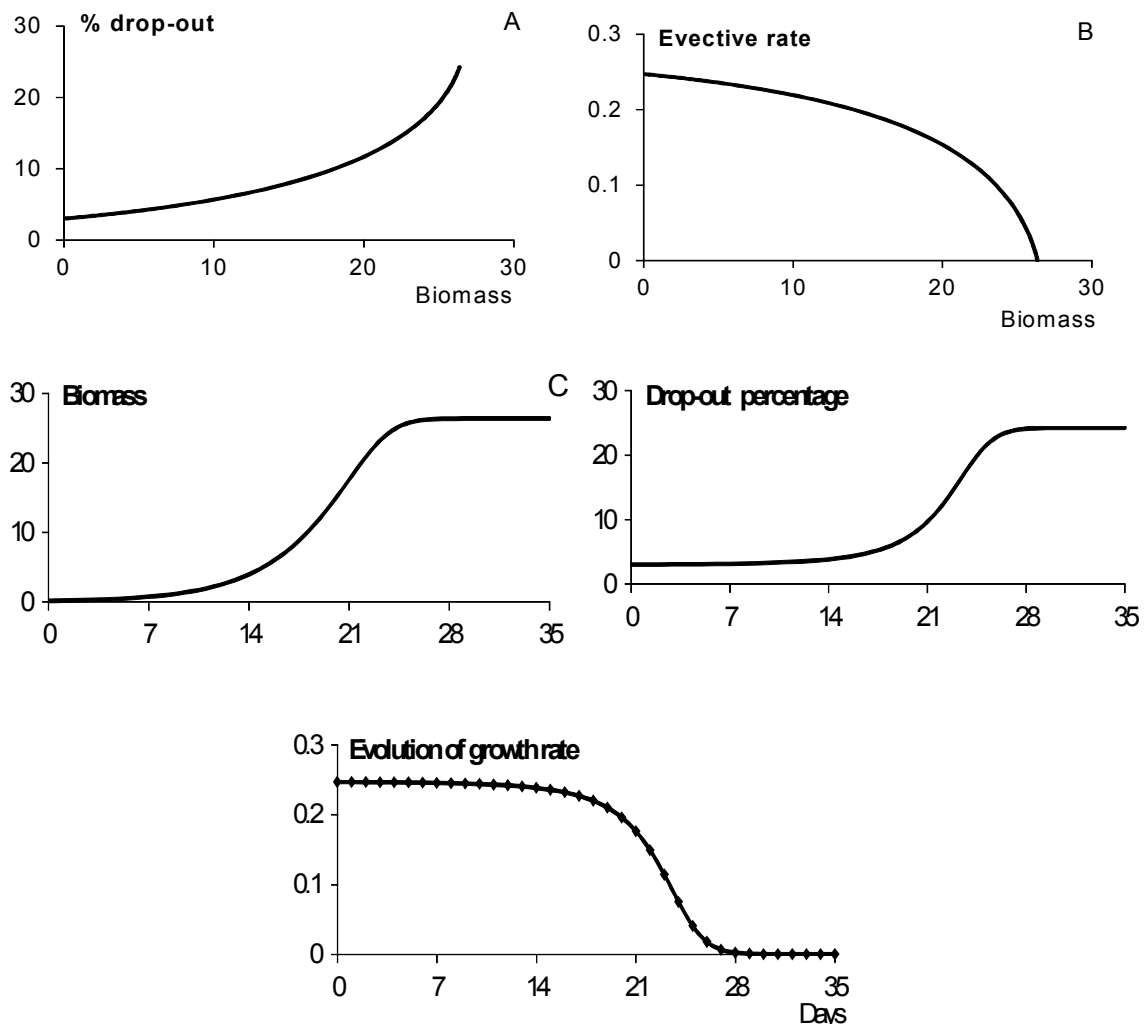 % drop-out A
30
20
10
0
0 10 20 30
Biomass
Evective rate B
0.3
0.2
0.1
0
0 10 20 30
Biomass
Biomass C
30
20
10
0
0 7 14 21 28 35
Drop-out percentage
30
20
10
0
0 7 14 21 28 35
Evolution of growth rate
0.3
0.2
0.1
0
0 7 14 21 28 35
Days